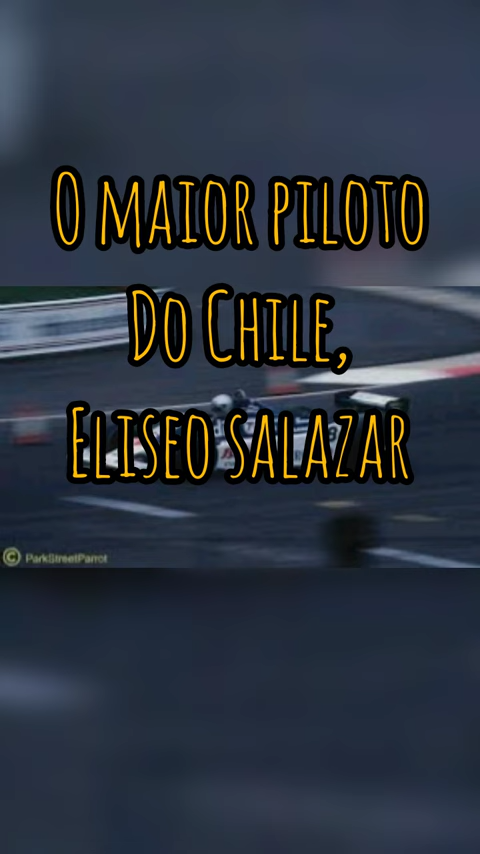 O maior piloto
Do Chile,
Eliseo salazar
© ParkStreetParrot